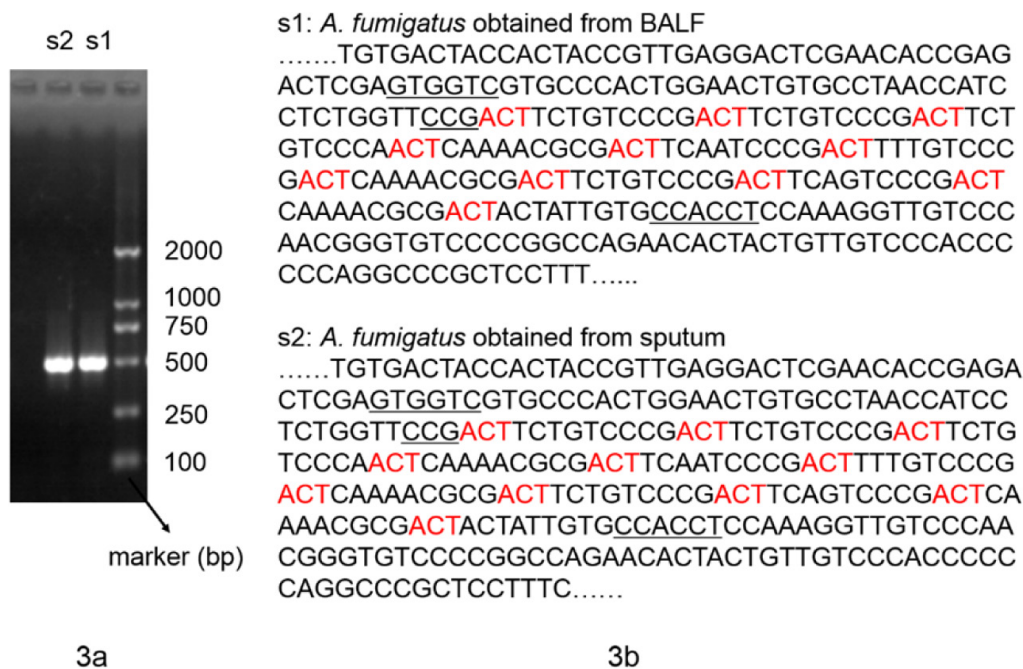 s2 s1
2000
1000
750
500
250
100
marker (bp)
3a
s1: A. fumigatus obtained from BALF
…….TGTGACTACCACTACCGTTGAGGACTCGAACACCGAG
ACTCGAGTGGTCGTGCCCACTGGAACTGTGCCTAACCATC
CTCTGGTTCCGACTTCTGTCCCGACTTCTGTCCCGACTTCT
GTCCCAACTCAAAACGCGACTTCAATCCCGACTTTTGTCCC
GACTCAAAACGCGACTTCTGTCCCGACTTCAGTCCCGACT
CAAAACGCGACTACTATTGTGCCACCTCCAAAGGTTGTCCC
AACGGGTGTCCCCGGCCAGAACACTACTGTTGTCCCACCC
CCCAGGCCCGCTCCTTT…...
s2: A. fumigatus obtained from sputum
……TGTGACTACCACTACCGTTGAGGACTCGAACACCGAGA
CTCGAGTGGTCGTGCCCACTGGAACTGTGCCTAACCATCC
TCTGGTTCCGACTTCTGTCCCGACTTCTGTCCCGACTTCTG
TCCCAACTCAAAACGCGACTTCAATCCCGACTTTTGTCCCG
ACTCAAAACGCGACTTCTGTCCCGACTTCAGTCCCGACTCA
AAACGCGACTACTATTGTGCCACCTCCAAAGGTTGTCCCAA
CGGGTGTCCCCGGCCAGAACACTACTGTTGTCCCACCCCC
CAGGCCCGCTCCTTTC……
3b